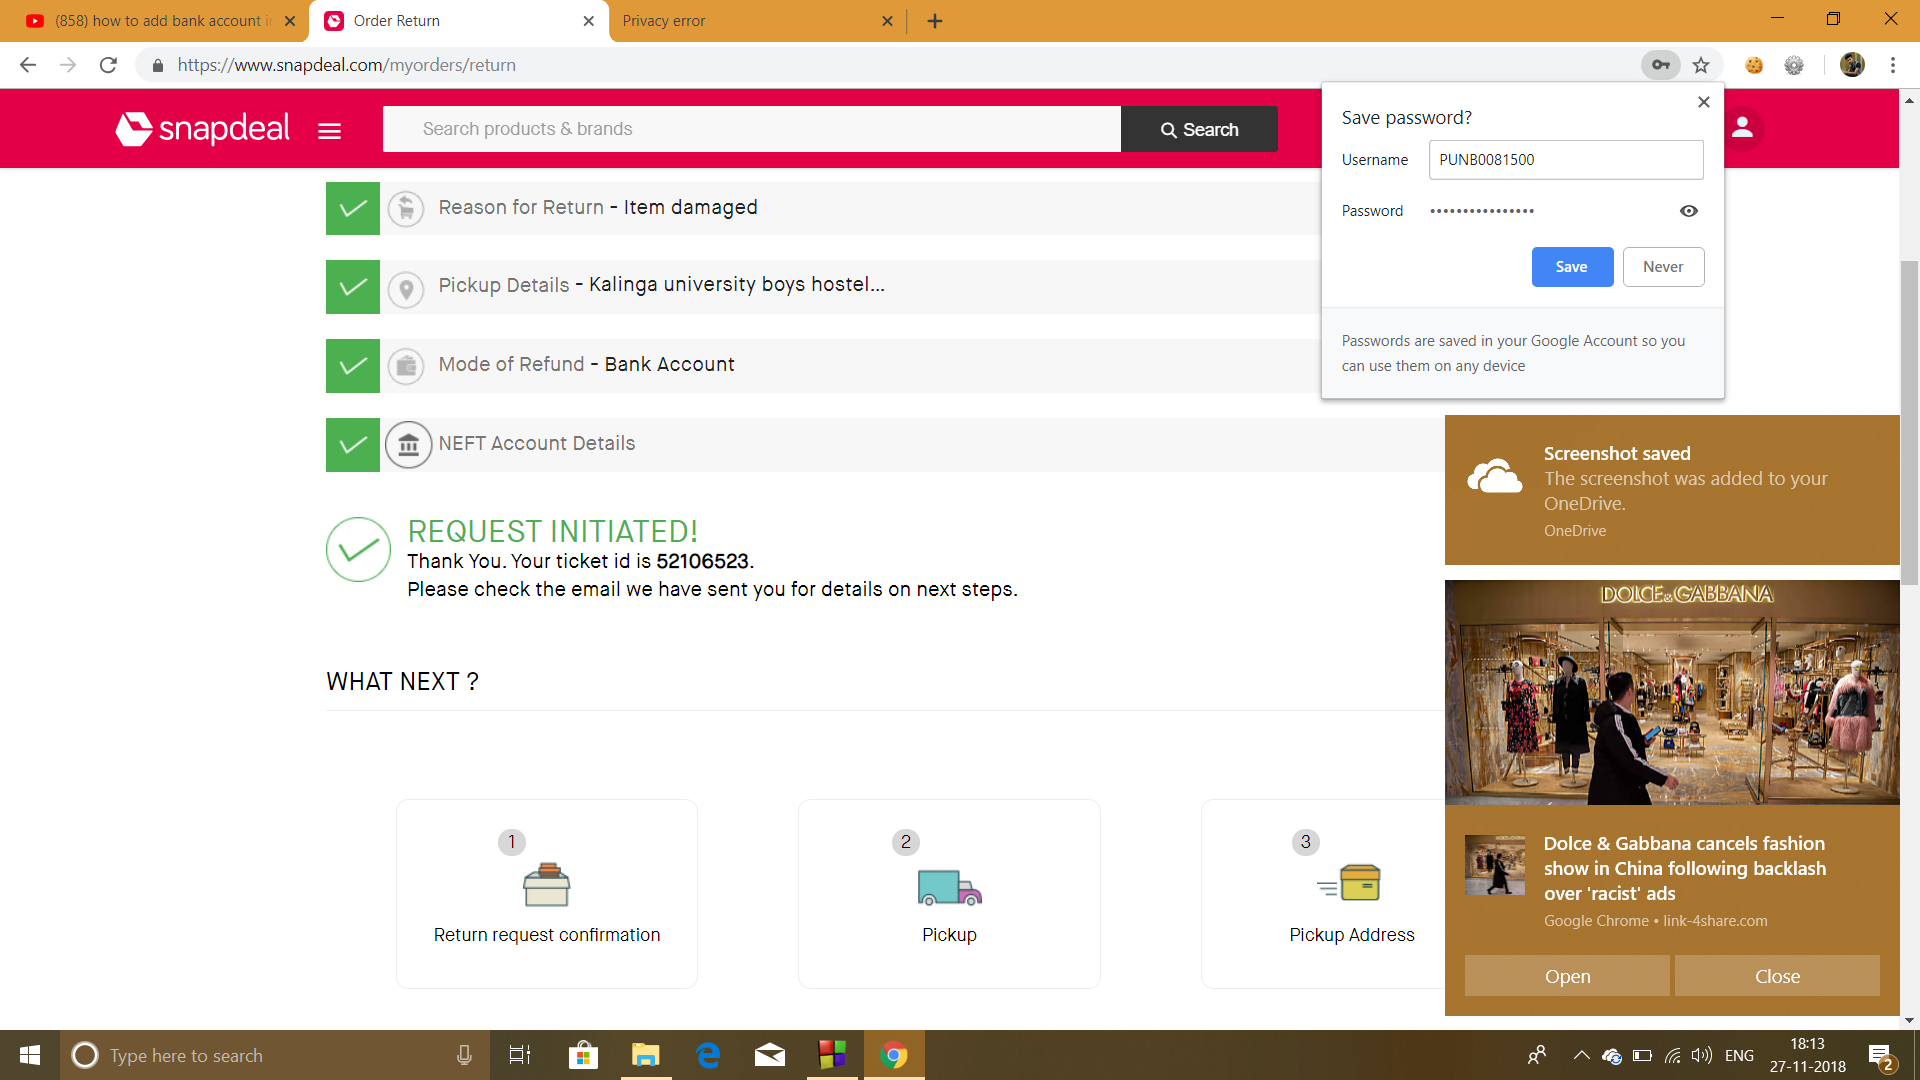 (858) how to add bank account i
Order Return
Privacy error
https://www.snapdeal.com/myorders/return
snapdeal
Search products & brands
Search
Save password?
Username
PUNB0081500
Password
••••••••••••••••
Save
Never
Passwords are saved in your Google Account so you
can use them on any device
Reason for Return - Item damaged
Pickup Details - Kalinga university boys hostel...
Mode of Refund - Bank Account
NEFT Account Details
REQUEST INITIATED!
Thank You. Your ticket id is 52106523.
Please check the email we have sent you for details on next steps.
WHAT NEXT ?
1
Return request confirmation
2
Pickup
3
Pickup Address
Screenshot saved
The screenshot was added to your
OneDrive.
OneDrive
DOLCE & GABBANA
Dolce & Gabbana cancels fashion
show in China following backlash
over 'racist' ads
Google Chrome • link-4share.com
Open
Close
Type here to search
ENG
18:13
27-11-2018
2